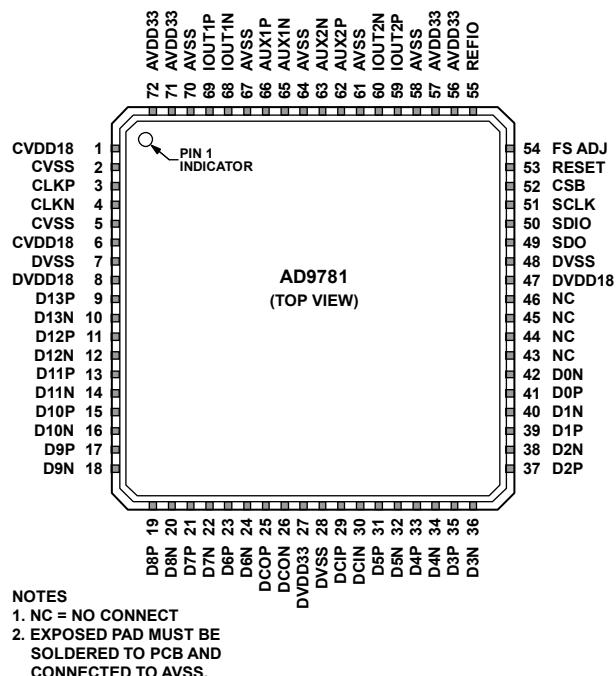 72 AVDD33
71 AVDD33
70 AVSS
69 IOUT1P
68 IOUT1N
67 AVSS
66 AUX1P
65 AUX1N
64 AVSS
63 AUX2N
62 AUX2P
61 AVSS
60 IOUT2N
59 IOUT2P
58 AVSS
57 AVDD33
56 AVDD33
55 REFIO
CVDD18 1
CVSS 2
CLKP 3
CLKN 4
CVSS 5
CVDD18 6
DVSS 7
DVDD18 8
D13P 9
D13N 10
D12P 11
D12N 12
D11P 13
D11N 14
D10P 15
D10N 16
D9P 17
D9N 18
PIN 1
INDICATOR
AD9781
(TOP VIEW)
54 FS ADJ
53 RESET
52 CSB
51 SCLK
50 SDIO
49 SDO
48 DVSS
47 DVDD18
46 NC
45 NC
44 NC
43 NC
42 D0N
41 D0P
40 D1N
39 D1P
38 D2N
37 D2P
D8P 19
D8N 20
D7P 21
D7N 22
D6P 23
D6N 24
DCOP 25
DCON 26
DVDD33 27
DVSS 28
DCIP 29
DCIN 30
D5P 31
D5N 32
D4P 33
D4N 34
D3P 35
D3N 36
NOTES
1. NC = NO CONNECT
2. EXPOSED PAD MUST BE
SOLDERED TO PCB AND
CONNECTED TO AVSS.